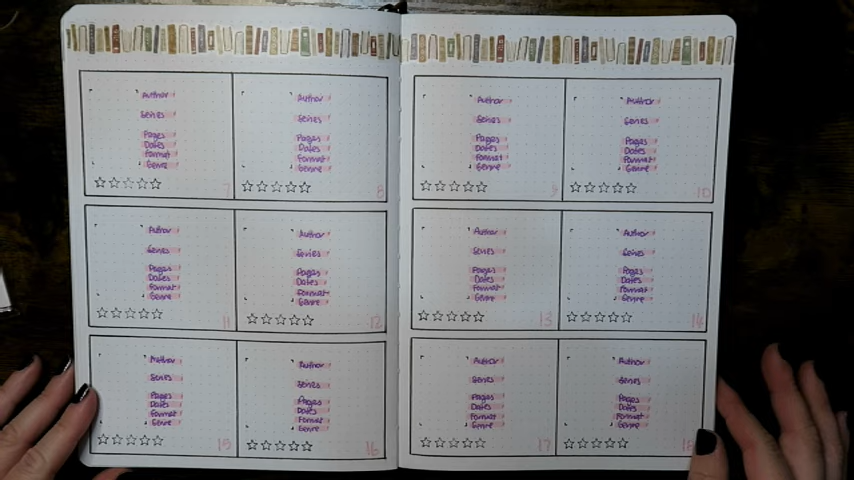 Author
Series
Pages
Dates
Format
Genre
7
Author
Series
Pages
Dates
Format
Genre
8
Author
Series
Pages
Dates
Format
Genre
9
Author
Series
Pages
Dates
Format
Genre
10
Author
Series
Pages
Dates
Format
Genre
11
Author
Series
Pages
Dates
Format
Genre
12
Author
Series
Pages
Dates
Format
Genre
13
Author
Series
Pages
Dates
Format
Genre
14
Author
Series
Pages
Dates
Format
Genre
15
Author
Series
Pages
Dates
Format
Genre
16
Author
Series
Pages
Dates
Format
Genre
17
Author
Series
Pages
Dates
Format
Genre
18